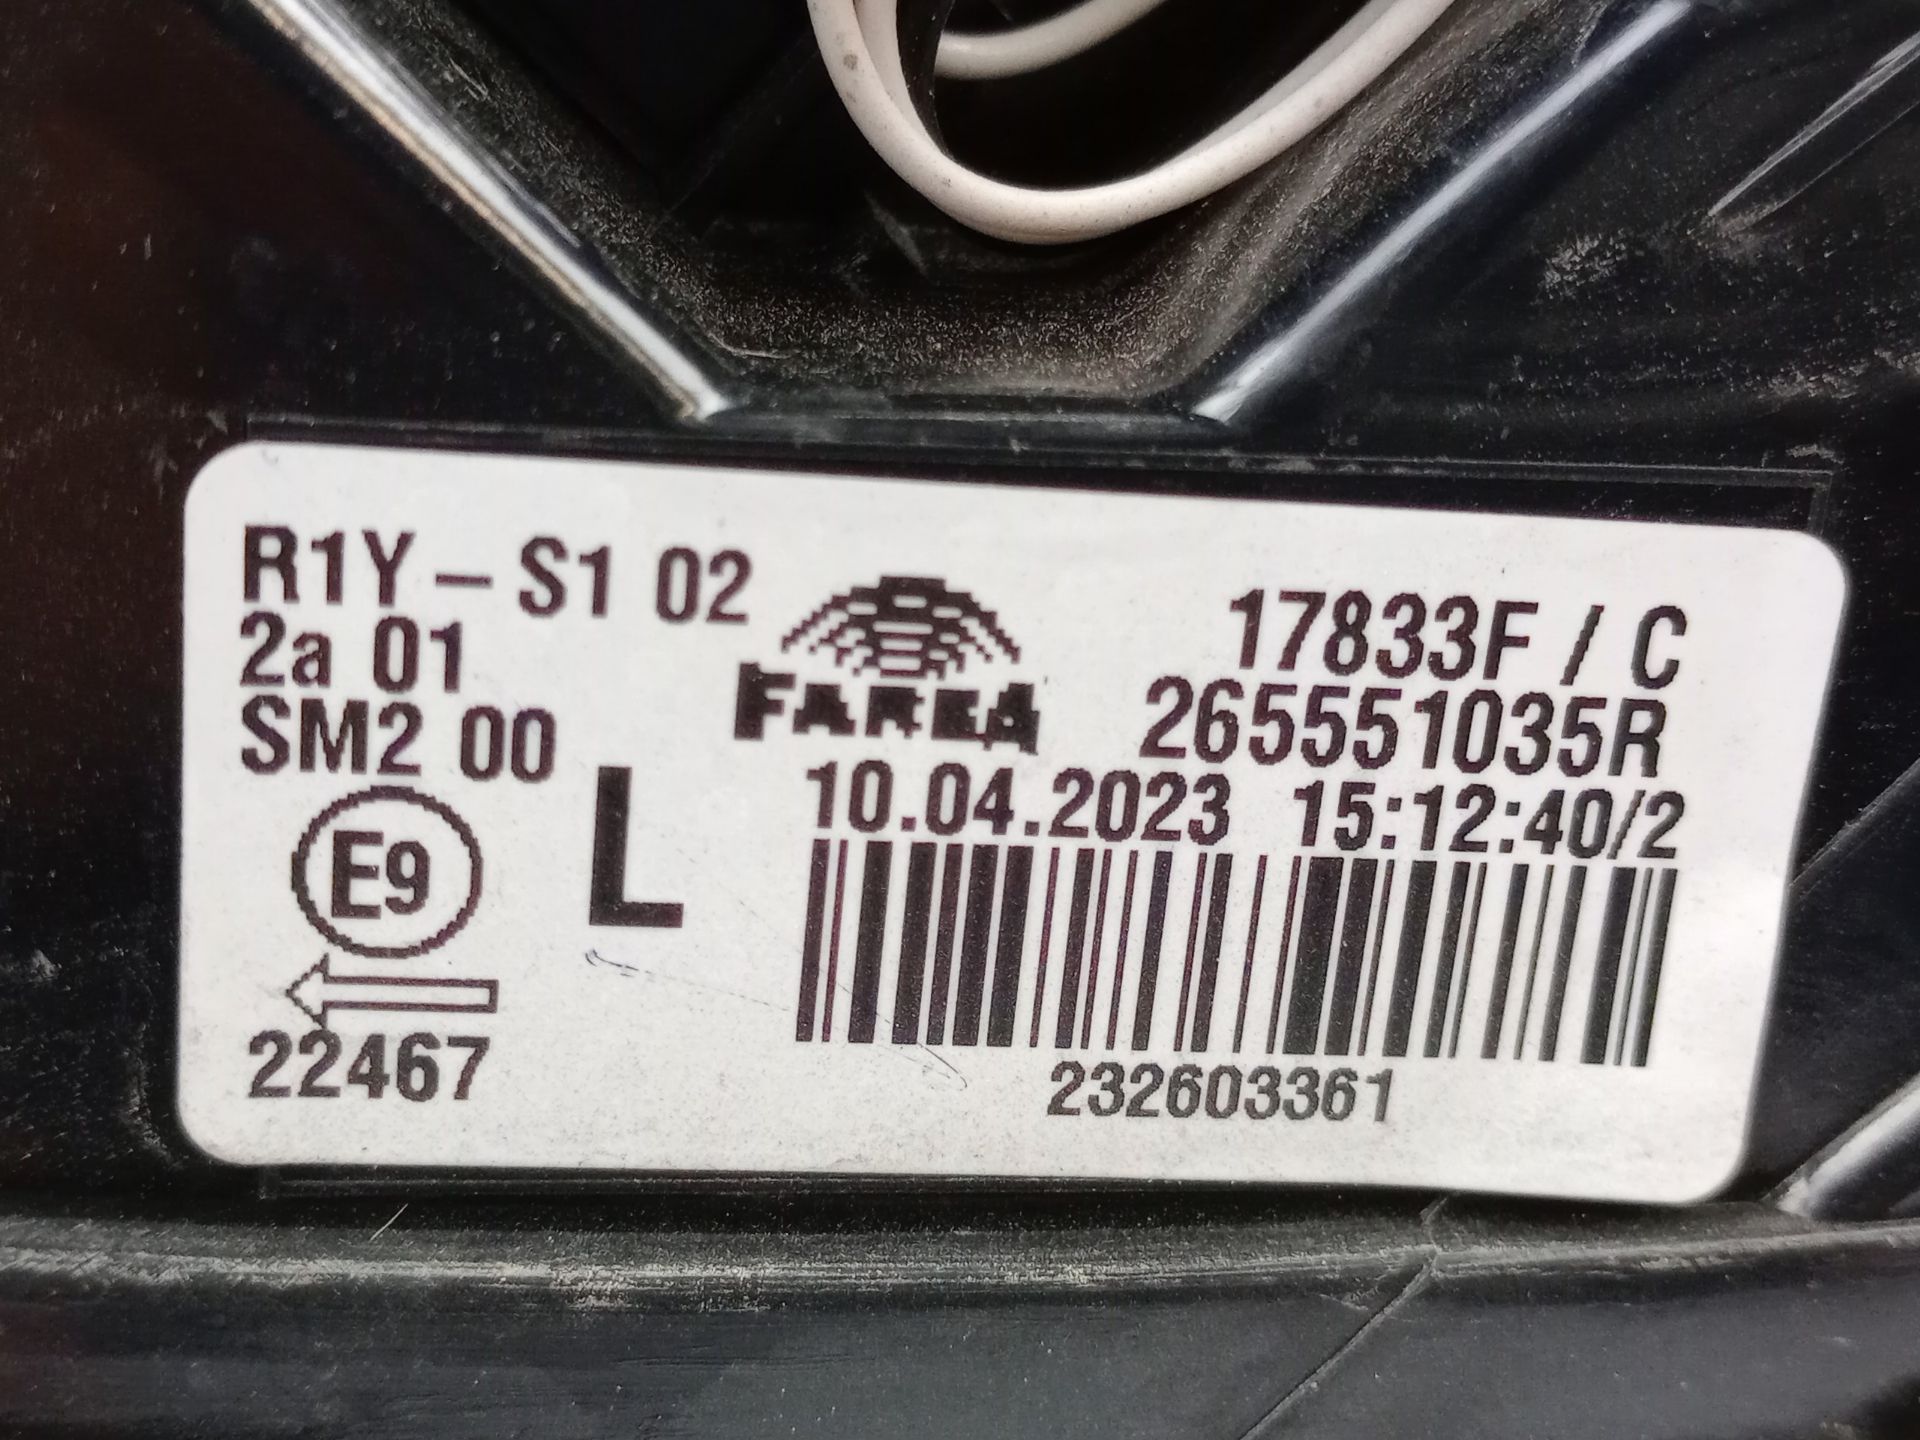 R1Y - S1 02
2a 01
SM2 00
E9
22467
L
FAREA
17833F / C
265551035R
10.04.2023 15:12:40/2
232603361